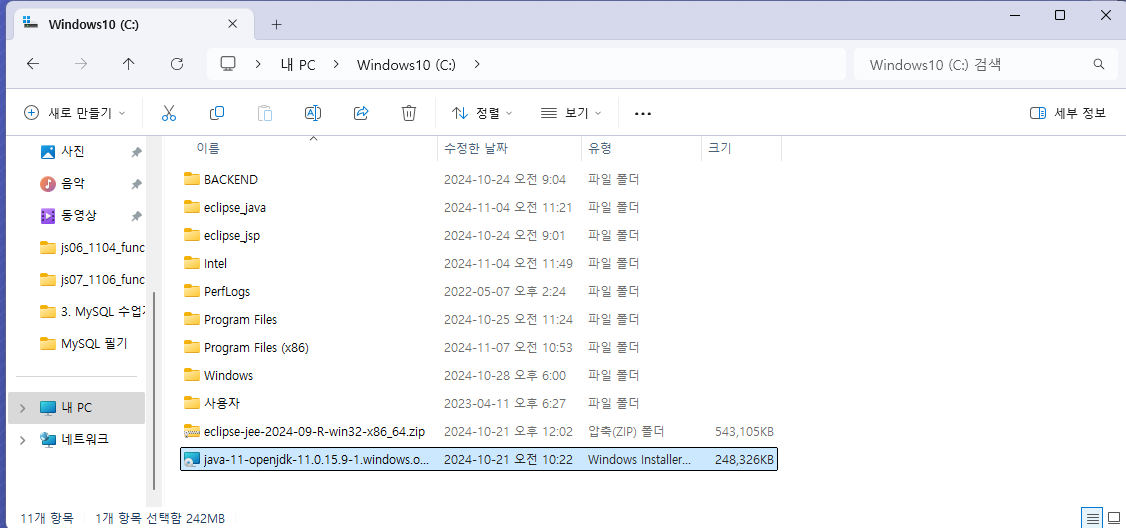 Windows10 (C:)
내 PC Windows10 (C:) Windows10 (C:) 검색
새로 만들기 정렬 보기 세부 정보
이름 수정한 날짜 유형 크기
사진
음악
동영상
js06_1104_func
js07_1106_func
3. MySQL 수업
MySQL 필기
내 PC
네트워크
BACKEND 2024-10-24 오전 9:04 파일 폴더
eclipse_java 2024-11-04 오전 11:21 파일 폴더
eclipse_jsp 2024-10-24 오전 9:01 파일 폴더
Intel 2024-11-04 오전 11:49 파일 폴더
PerfLogs 2022-05-07 오후 2:24 파일 폴더
Program Files 2024-10-25 오전 11:24 파일 폴더
Program Files (x86) 2024-11-07 오전 10:53 파일 폴더
Windows 2024-10-28 오후 6:00 파일 폴더
사용자 2023-04-11 오후 6:27 파일 폴더
eclipse-jee-2024-09-R-win32-x86_64.zip 2024-10-21 오후 12:02 압축(ZIP) 폴더 543,105KB
java-11-openjdk-11.0.15.9-1.windows.o... 2024-10-21 오전 10:22 Windows Installer... 248,326KB
11개 항목 1개 항목 선택함 242MB